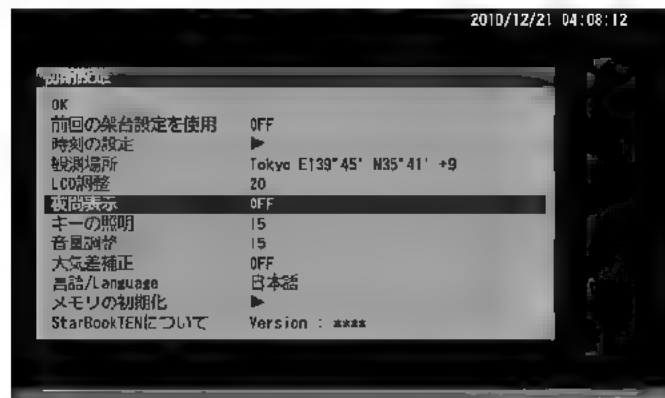 2010/12/21 04:08:12
初期設定
OK
前回の架台設定を使用 OFF
時刻の設定 ▶
観測場所 Tokyo E139°45' N35°41' +9
LCD調整 20
夜間表示 OFF
キーの照明 15
音量調整 15
大気差補正 OFF
言語/Language 日本語
メモリの初期化 ▶
StarBookTENについて Version : ****